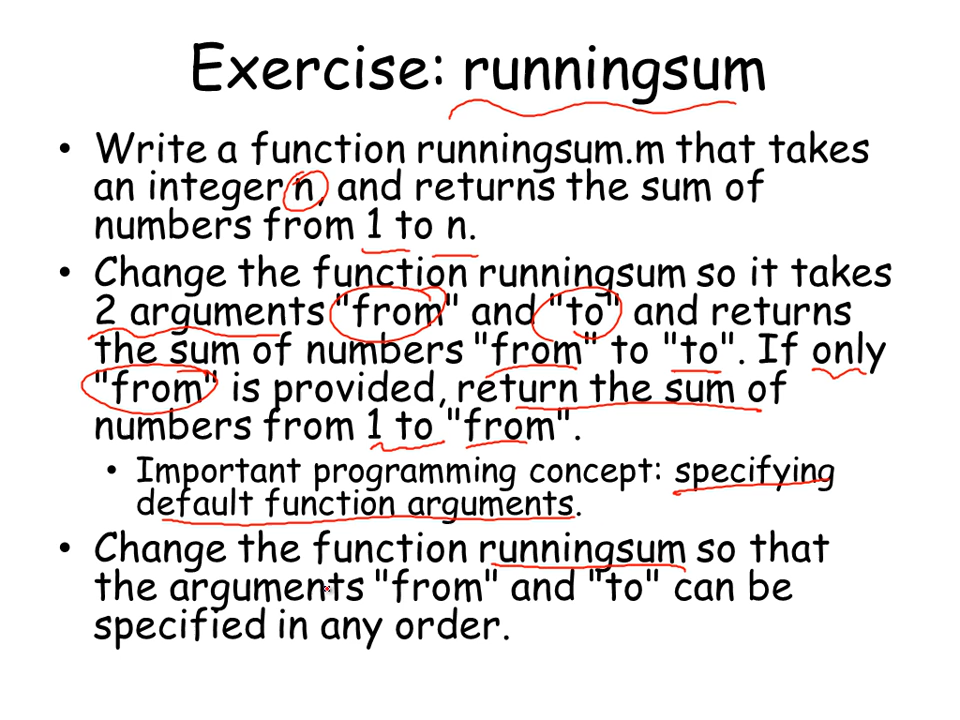 Exercise: runningsum
• Write a function runningsum.m that takes
an integer n, and returns the sum of
numbers from 1 to n.
• Change the function runningsum so it takes
2 arguments "from" and "to" and returns
the sum of numbers "from" to "to". If only
"from" is provided, return the sum of
numbers from 1 to "from".
• Important programming concept: specifying
default function arguments.
• Change the function runningsum so that
the arguments "from" and "to" can be
specified in any order.